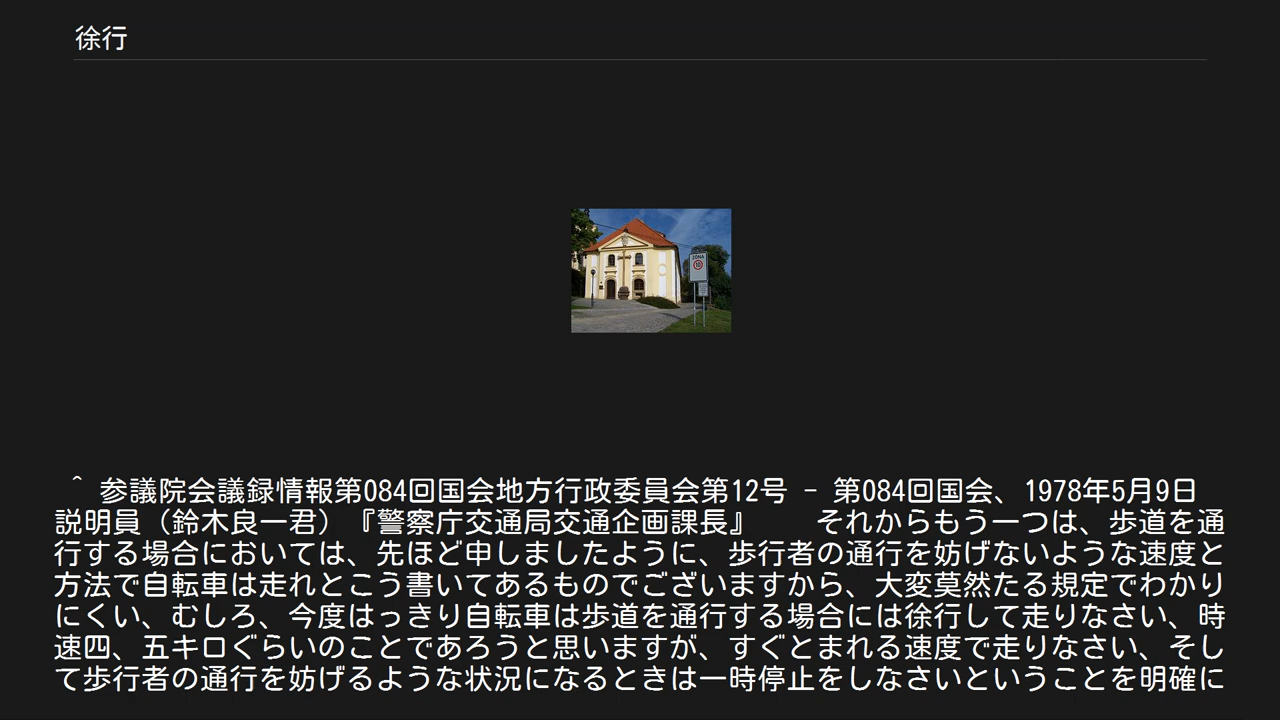 徐行
ZONA
^ 参議院会議録情報第084回国会地方行政委員会第12号 - 第084回国会、1978年5月9日
説明員（鈴木良一君）『警察庁交通局交通企画課長』　　それからもう一つは、歩道を通
行する場合においては、先ほど申しましたように、歩行者の通行を妨げないような速度と
方法で自転車は走れとこう書いてあるものでございますから、大変莫然たる規定でわかり
にくい、むしろ、今度はっきり自転車は歩道を通行する場合には徐行して走りなさい、時
速四、五キロぐらいのことであろうと思いますが、すぐとまれる速度で走りなさい、そし
て歩行者の通行を妨げるような状況になるときは一時停止をしなさいということを明確に